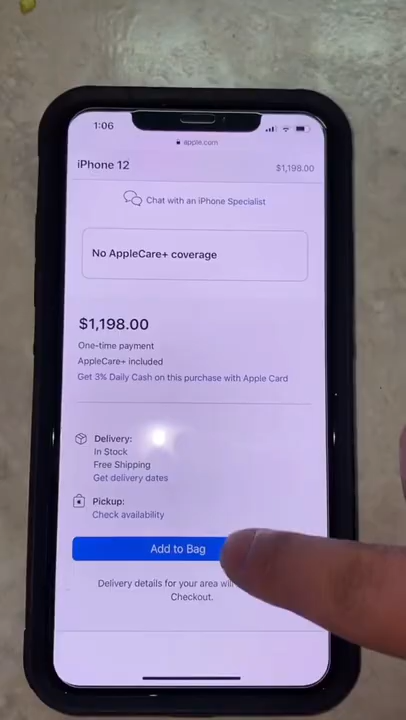 1:06
apple.com
iPhone 12
$1,198.00
Chat with an iPhone Specialist
No AppleCare+ coverage
$1,198.00
One-time payment
AppleCare+ included
Get 3% Daily Cash on this purchase with Apple Card
Delivery:
In Stock
Free Shipping
Get delivery dates
Pickup:
Check availability
Add to Bag
Delivery details for your area will
Checkout.